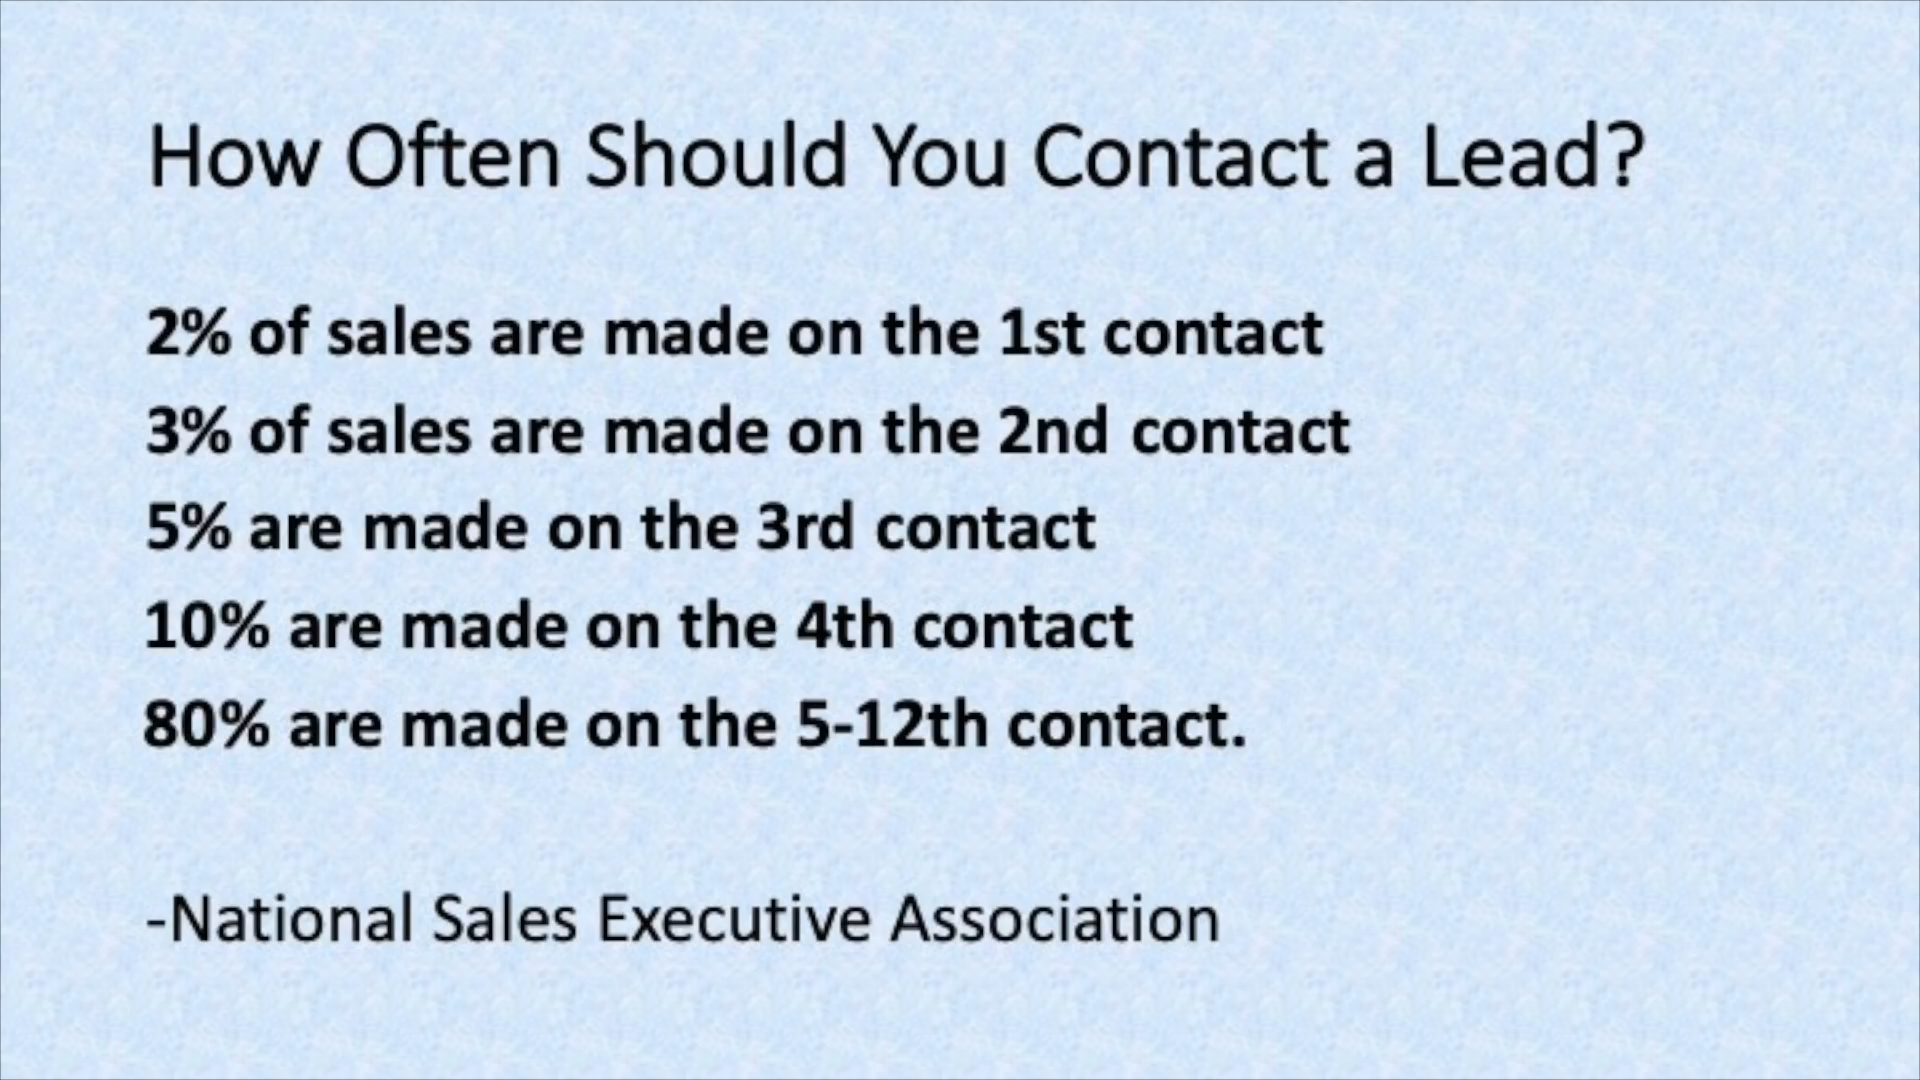 How Often Should You Contact a Lead?
2% of sales are made on the 1st contact
3% of sales are made on the 2nd contact
5% are made on the 3rd contact
10% are made on the 4th contact
80% are made on the 5-12th contact.
-National Sales Executive Association